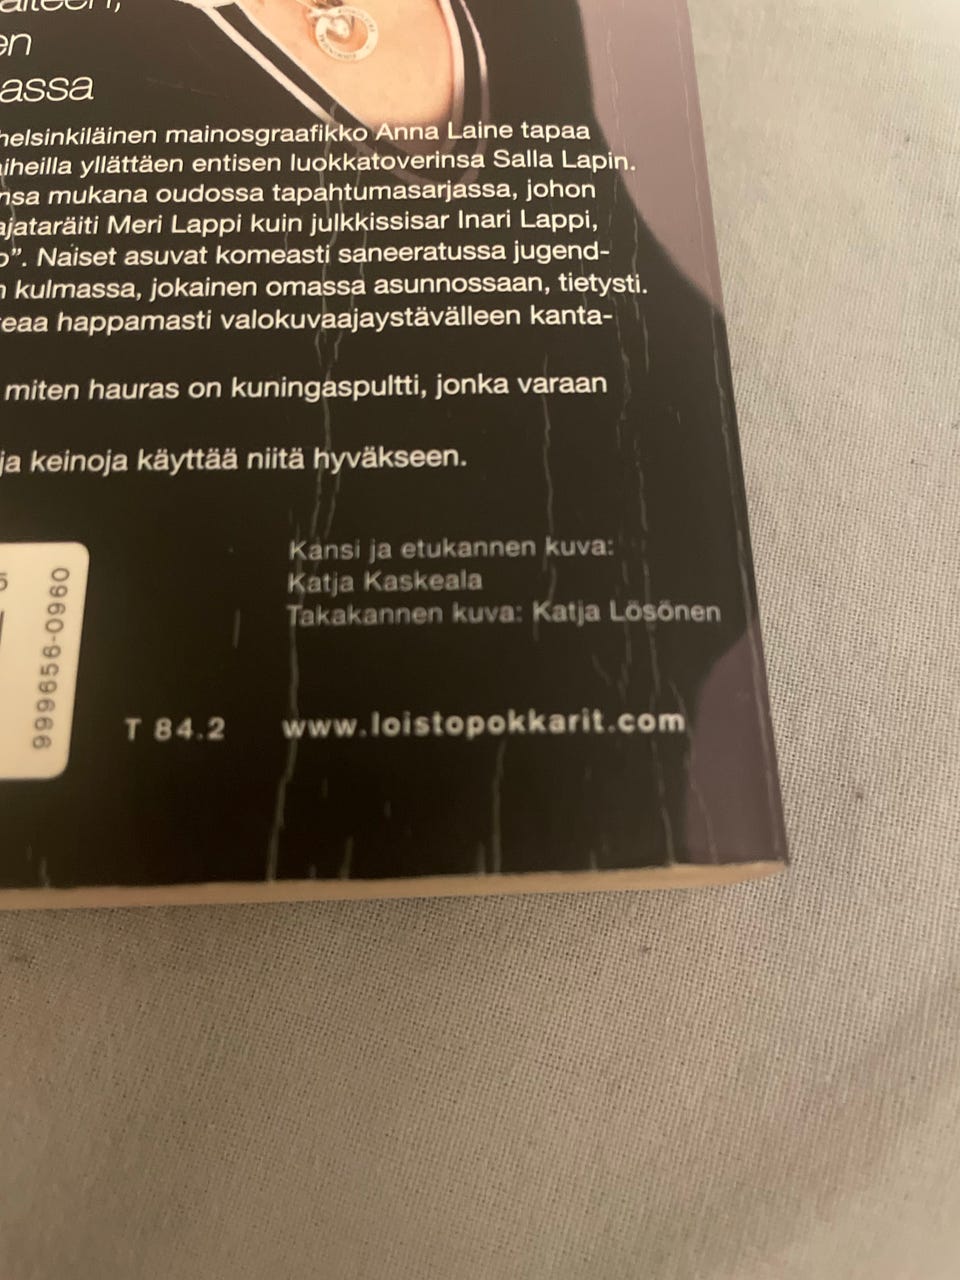 en
assa
helsinkiläinen mainosgraafikko Anna Laine tapaa
yllättäen entisen luokkatoverinsa Salla Lapin.
mukana oudossa tapahtumasarjassa, johon
Meri Lappi kuin julkkissisar Inari Lappi,
o”. Naiset asuvat komeasti saneeratussa jugend-
kulmassa, jokainen omassa asunnossaan, tietysti.
happamasti valokuvaajaystävälleen kanta-
miten hauras on kuningaspultti, jonka varaan
ja keinoja käyttää niitä hyväkseen.
Kansi ja etukannen kuva:
Katja Kaskeala
Takakannen kuva: Katja Lösönen
999656-0960
T 84.2 www.loistopokkarit.com